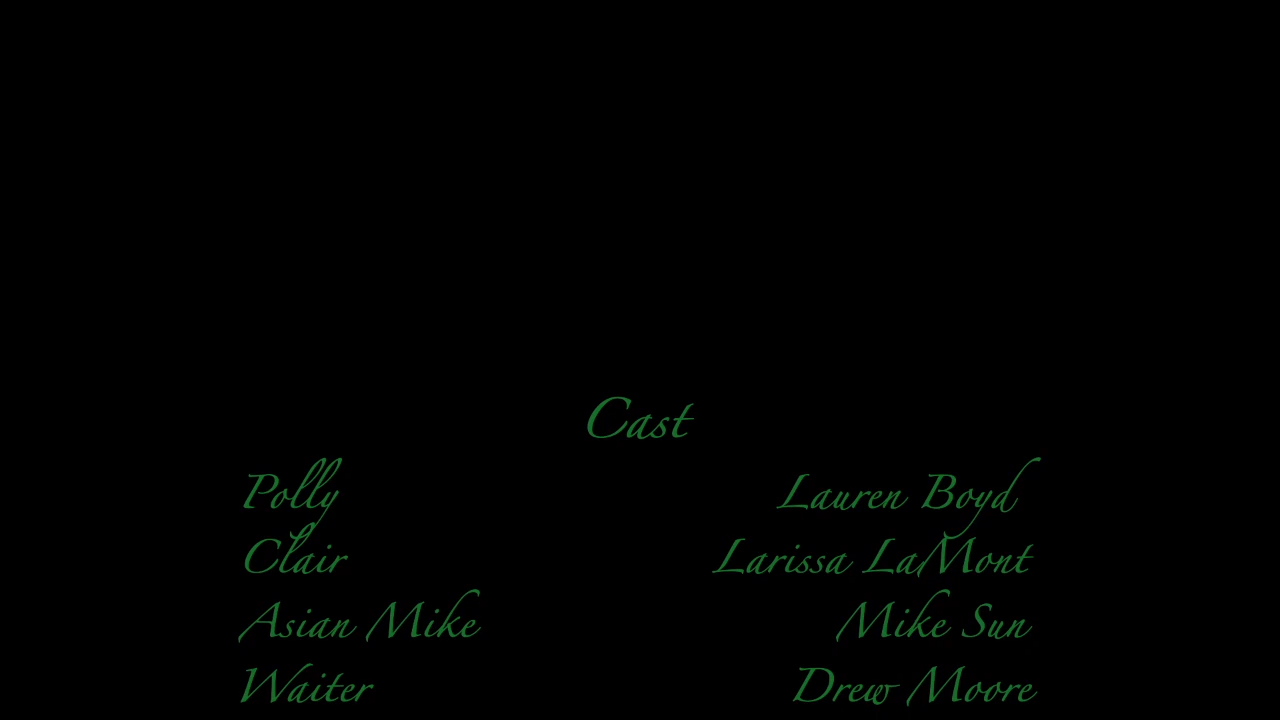 Cast
Polly Lauren Boyd
Clair Larissa LaMont
Asian Mike Mike Sun
Waiter Drew Moore